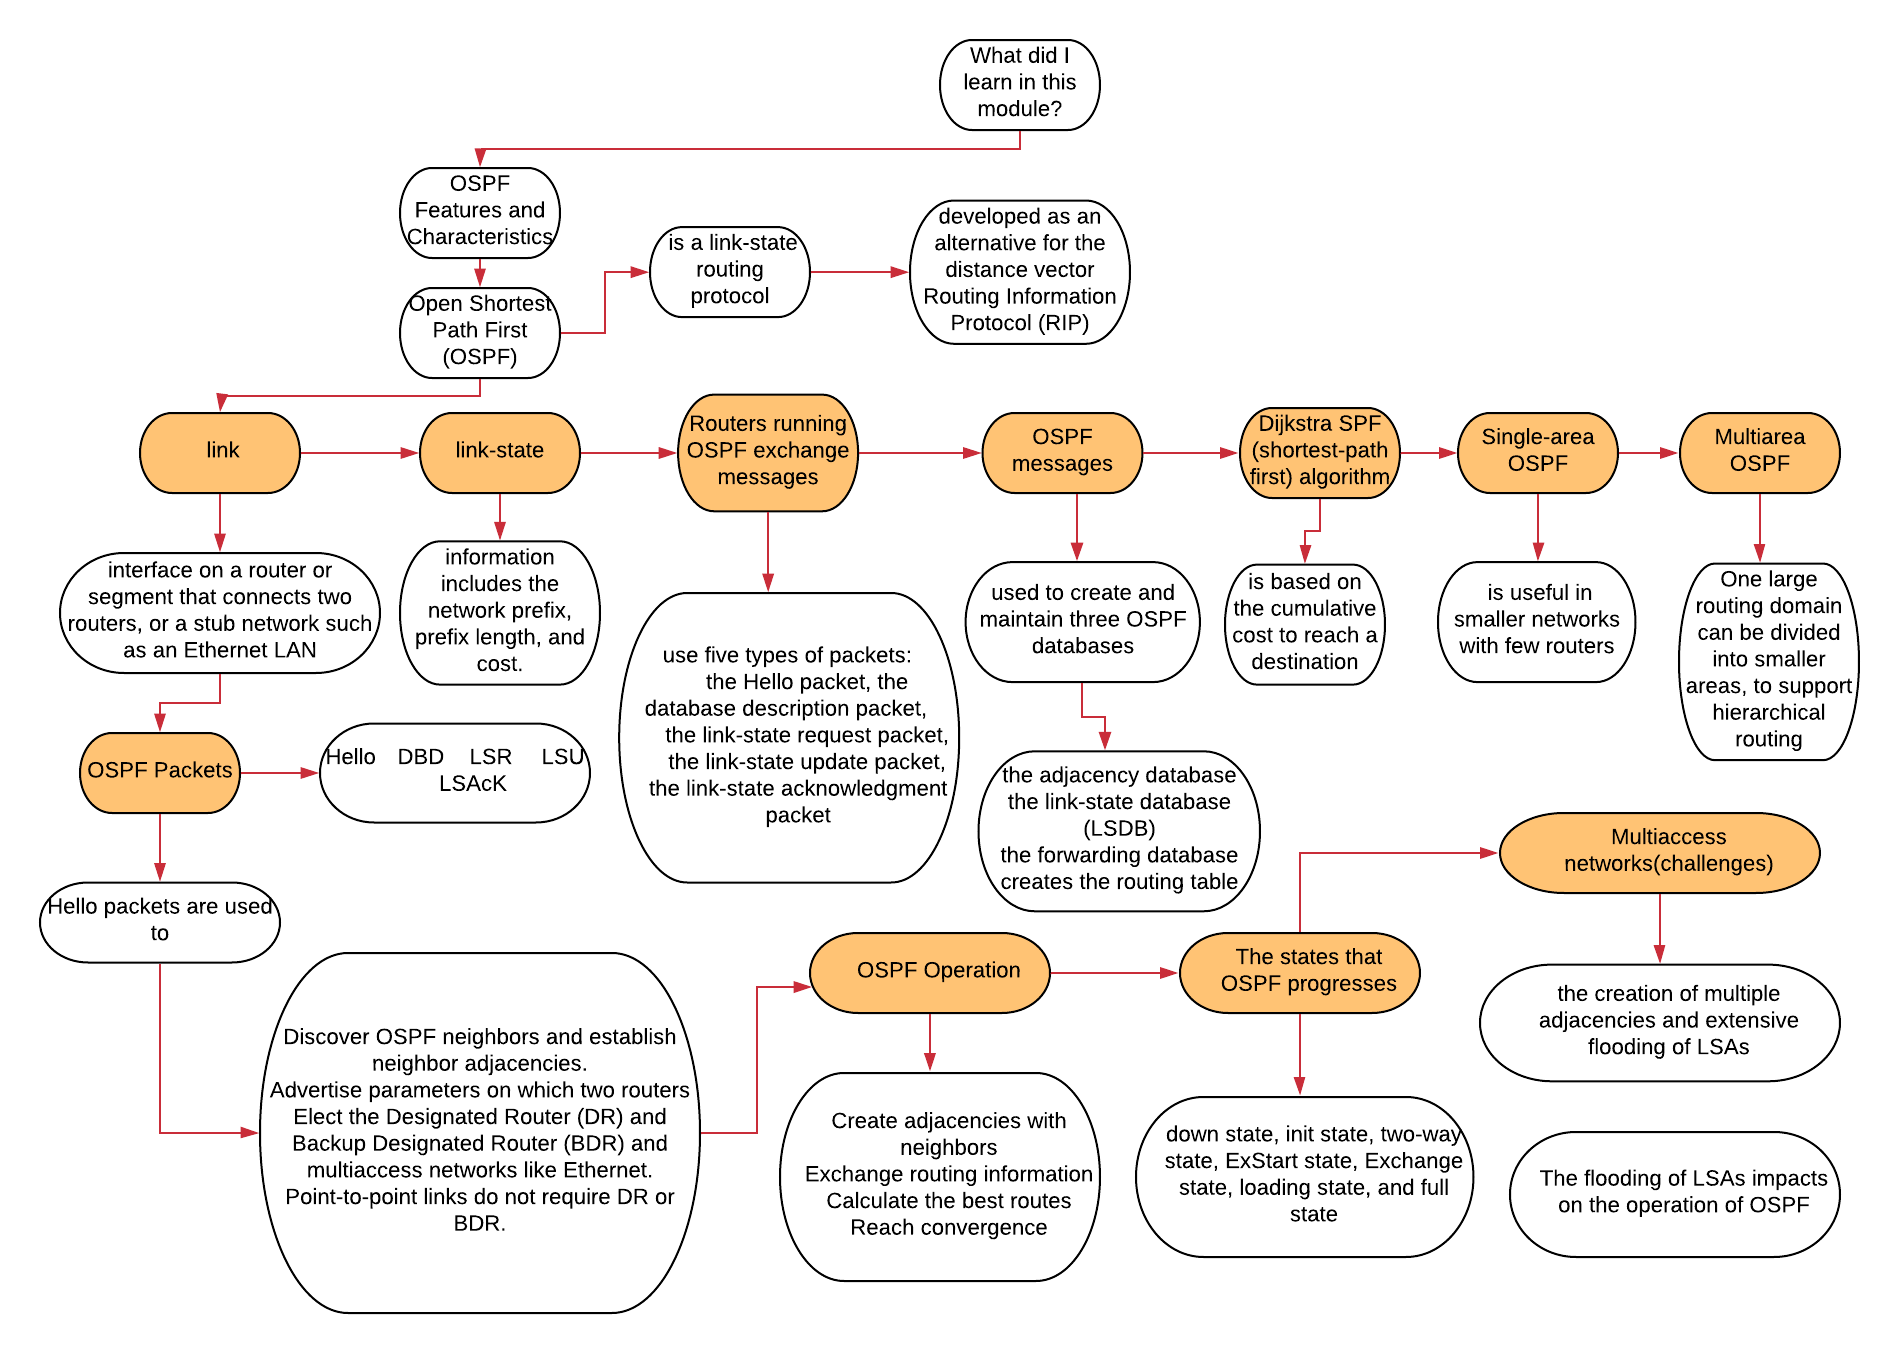 What did I
learn in this
module?
OSPF
Features and
Characteristics
Open Shortest
Path First
(OSPF)
is a link-state
routing
protocol
developed as an
alternative for the
distance vector
Routing Information
Protocol (RIP)
link
link-state
Routers running
OSPF exchange
messages
OSPF
messages
Dijkstra SPF
(shortest-path
first) algorithm
Single-area
OSPF
Multiarea
OSPF
interface on a router or
segment that connects two
routers, or a stub network such
as an Ethernet LAN
information
includes the
network prefix,
prefix length, and
cost.
use five types of packets:
the Hello packet, the
database description packet,
the link-state request packet,
the link-state update packet,
the link-state acknowledgment
packet
used to create and
maintain three OSPF
databases
is based on
the cumulative
cost to reach a
destination
is useful in
smaller networks
with few routers
One large
routing domain
can be divided
into smaller
areas, to support
hierarchical
routing
OSPF Packets
Hello DBD LSR LSU
LSAcK
the adjacency database
the link-state database
(LSDB)
the forwarding database
creates the routing table
Multiaccess
networks(challenges)
Hello packets are used
to
Discover OSPF neighbors and establish
neighbor adjacencies.
Advertise parameters on which two routers
Elect the Designated Router (DR) and
Backup Designated Router (BDR) and
multiaccess networks like Ethernet.
Point-to-point links do not require DR or
BDR.
OSPF Operation
The states that
OSPF progresses
the creation of multiple
adjacencies and extensive
flooding of LSAs
Create adjacencies with
neighbors
Exchange routing information
Calculate the best routes
Reach convergence
down state, init state, two-way
state, ExStart state, Exchange
state, loading state, and full
state
The flooding of LSAs impacts
on the operation of OSPF